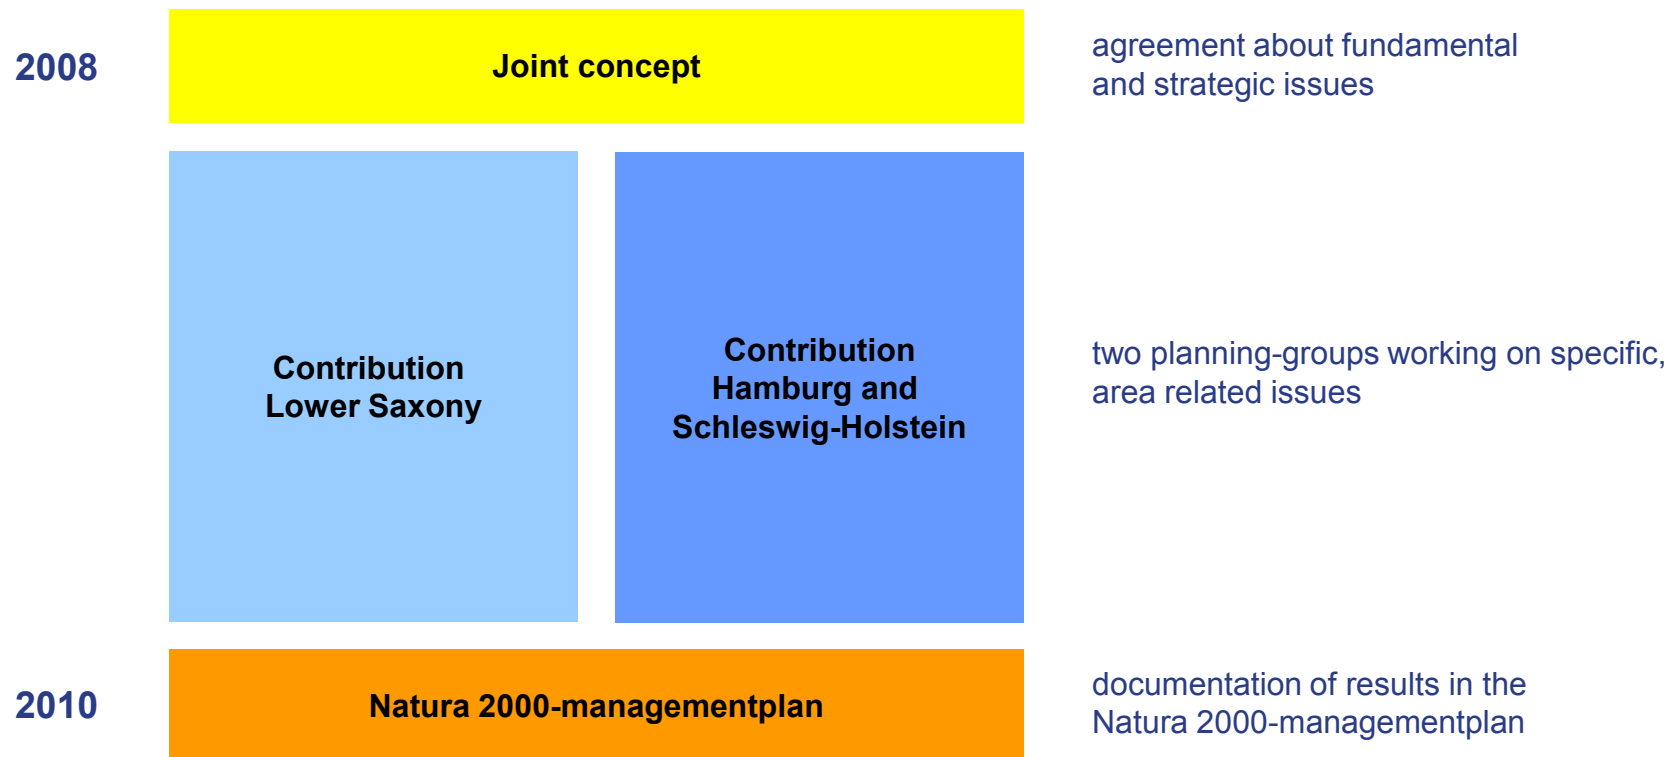 2008
Joint concept
agreement about fundamental
and strategic issues
Contribution
Lower Saxony
Contribution
Hamburg and
Schleswig-Holstein
two planning-groups working on specific,
area related issues
2010
Natura 2000-managementplan
documentation of results in the
Natura 2000-managementplan